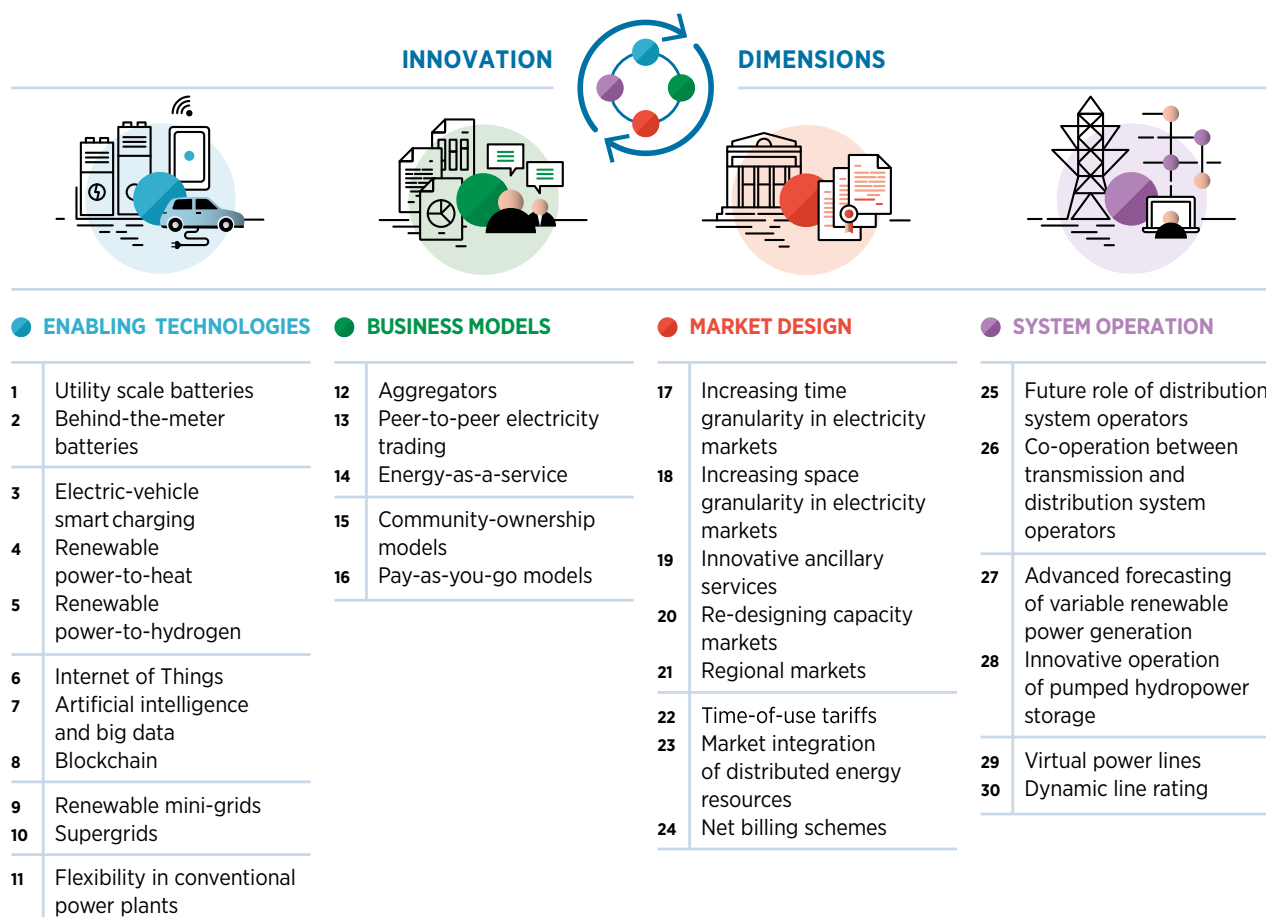 INNOVATION DIMENSIONS
ENABLING TECHNOLOGIES
1 Utility scale batteries
2 Behind-the-meter
batteries
3 Electric-vehicle
smart charging
4 Renewable
power-to-heat
5 Renewable
power-to-hydrogen
6 Internet of Things
7 Artificial intelligence
and big data
8 Blockchain
9 Renewable mini-grids
10 Supergrids
11 Flexibility in conventional
power plants
BUSINESS MODELS
12 Aggregators
13 Peer-to-peer electricity
trading
14 Energy-as-a-service
15 Community-ownership
models
16 Pay-as-you-go models
MARKET DESIGN
17 Increasing time
granularity in electricity
markets
18 Increasing space
granularity in electricity
markets
19 Innovative ancillary
services
20 Re-designing capacity
markets
21 Regional markets
22 Time-of-use tariffs
23 Market integration
of distributed energy
resources
24 Net billing schemes
SYSTEM OPERATION
25 Future role of distribution
system operators
26 Co-operation between
transmission and
distribution system
operators
27 Advanced forecasting
of variable renewable
power generation
28 Innovative operation
of pumped hydropower
storage
29 Virtual power lines
30 Dynamic line rating